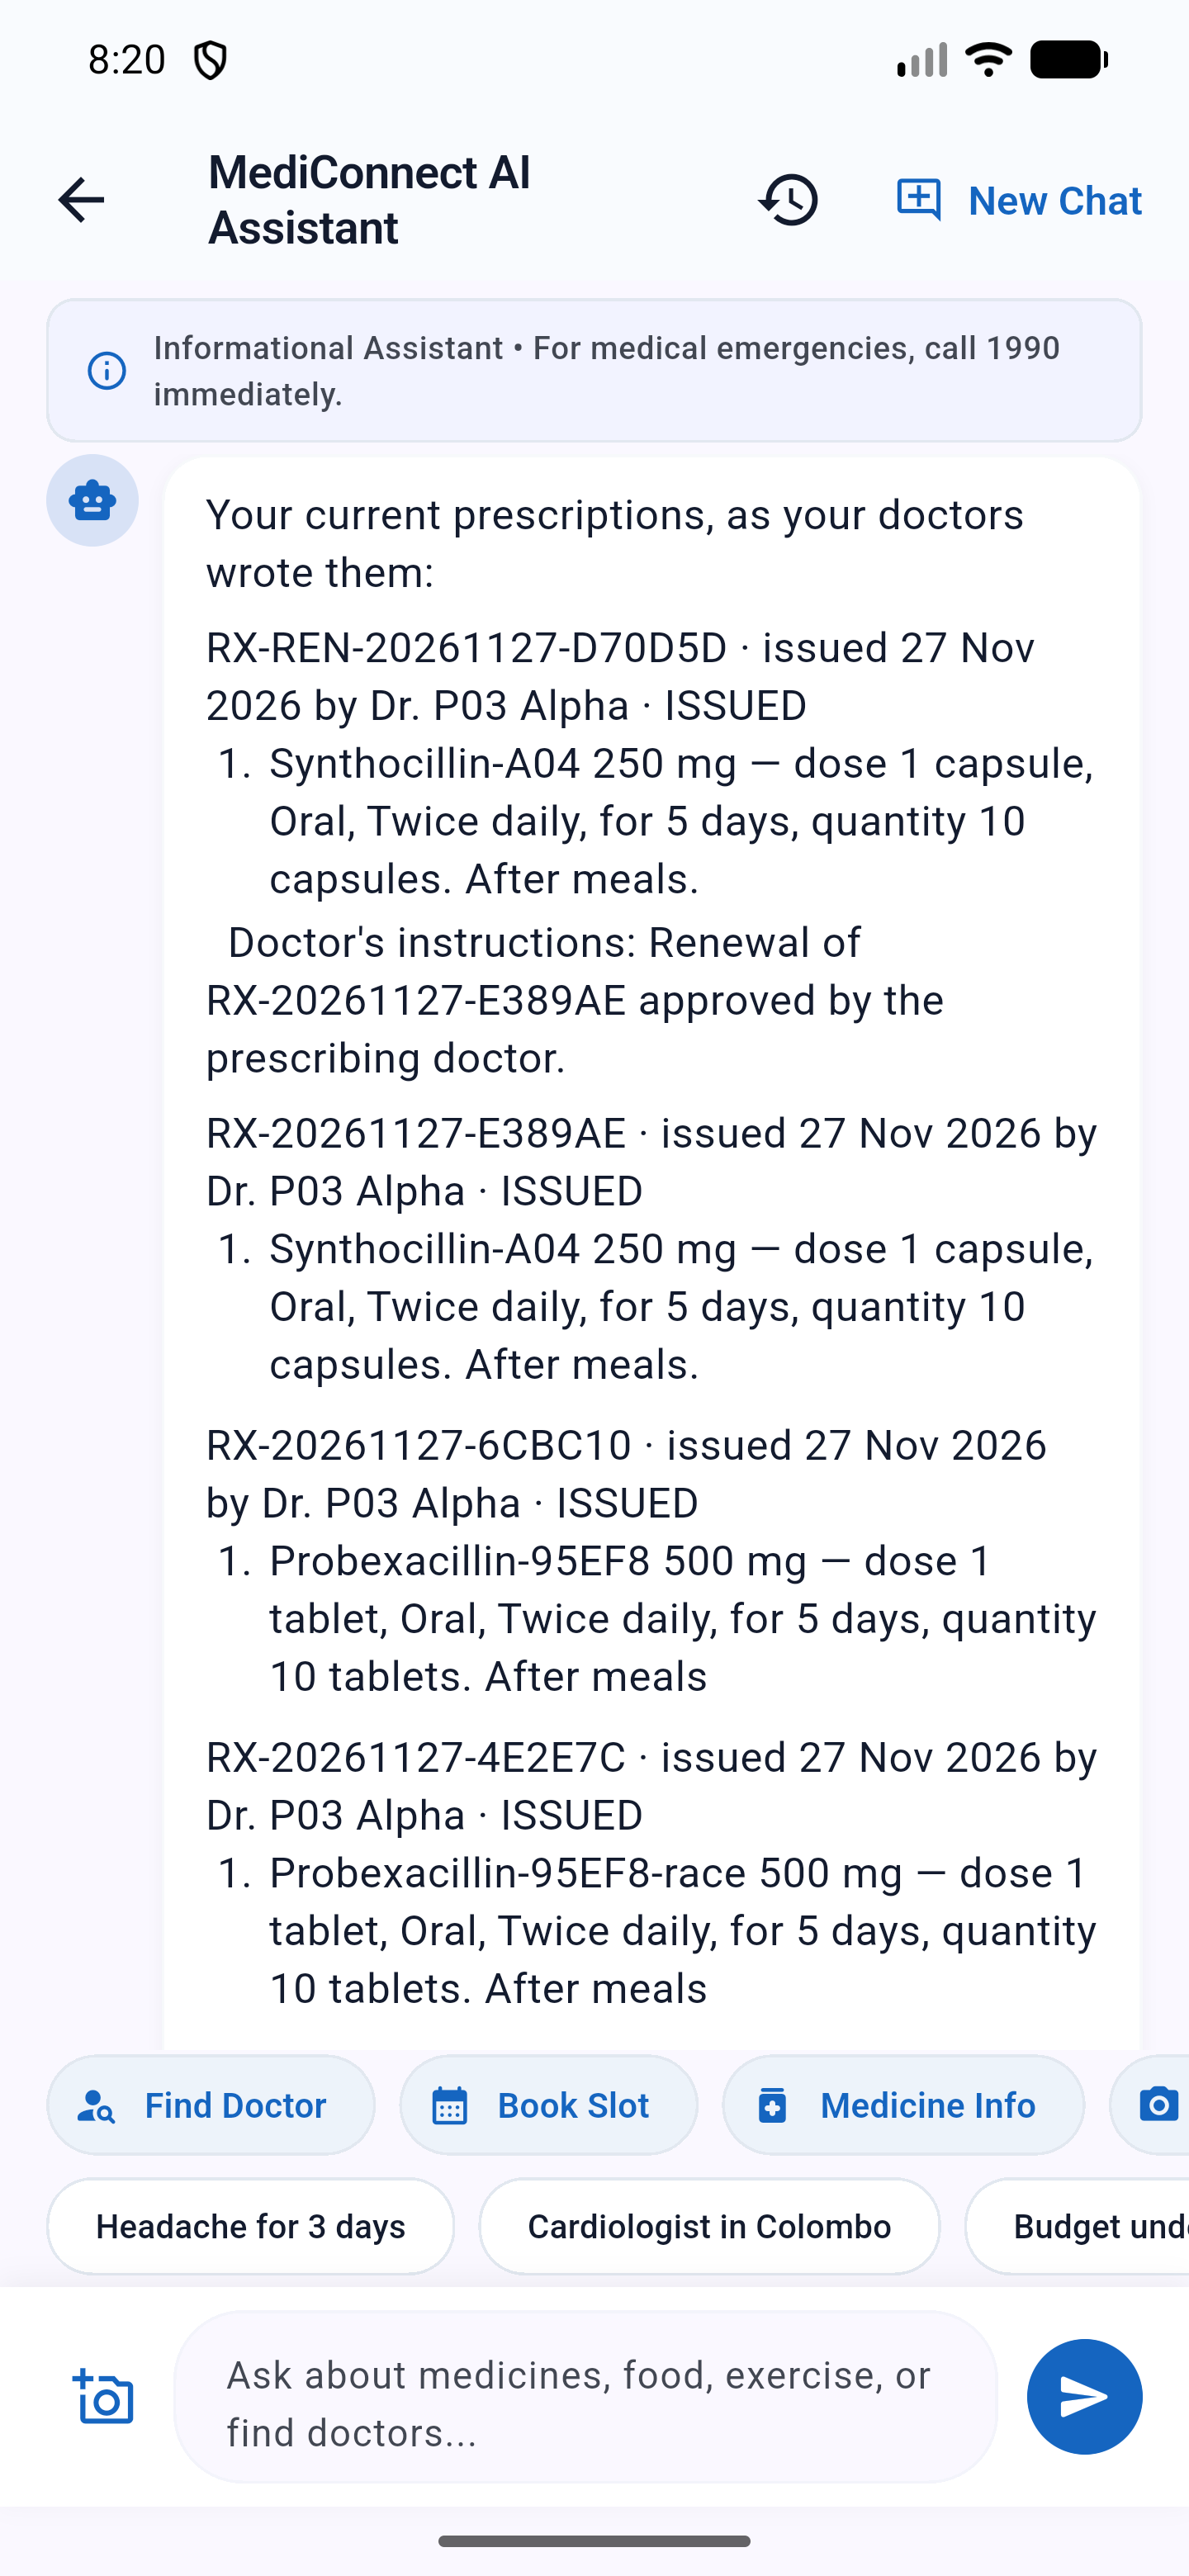 8:20
MediConnect AI
Assistant
New Chat
Informational Assistant • For medical emergencies, call 1990
immediately.
Your current prescriptions, as your doctors
wrote them:
RX-REN-20261127-D70D5D · issued 27 Nov
2026 by Dr. P03 Alpha · ISSUED
1. Synthocillin-A04 250 mg — dose 1 capsule,
Oral, Twice daily, for 5 days, quantity 10
capsules. After meals.
Doctor's instructions: Renewal of
RX-20261127-E389AE approved by the
prescribing doctor.
RX-20261127-E389AE · issued 27 Nov 2026 by
Dr. P03 Alpha · ISSUED
1. Synthocillin-A04 250 mg — dose 1 capsule,
Oral, Twice daily, for 5 days, quantity 10
capsules. After meals.
RX-20261127-6CBC10 · issued 27 Nov 2026
by Dr. P03 Alpha · ISSUED
1. Probexacillin-95EF8 500 mg — dose 1
tablet, Oral, Twice daily, for 5 days, quantity
10 tablets. After meals
RX-20261127-4E2E7C · issued 27 Nov 2026 by
Dr. P03 Alpha · ISSUED
1. Probexacillin-95EF8-race 500 mg — dose 1
tablet, Oral, Twice daily, for 5 days, quantity
10 tablets. After meals
Find Doctor
Book Slot
Medicine Info
Headache for 3 days
Cardiologist in Colombo
Budget
Ask about medicines, food, exercise, or
find doctors...